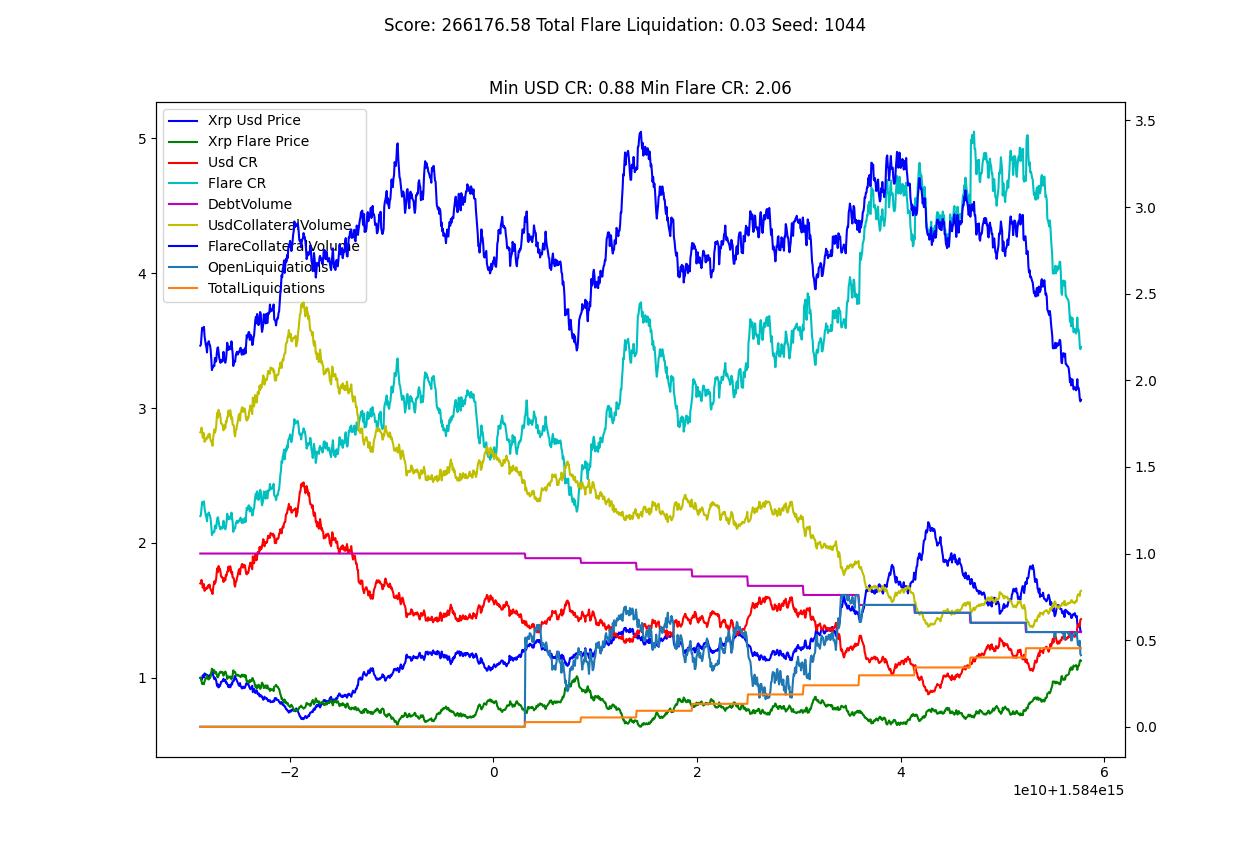 Score: 266176.58 Total Flare Liquidation: 0.03 Seed: 1044
Min USD CR: 0.88 Min Flare CR: 2.06
Xrp Usd Price
Xrp Flare Price
Usd CR
Flare CR
DebtVolume
UsdCollateralVolume
FlareCollateralVolume
OpenLiquidations
TotalLiquidations
5
4
3
2
1
3.5
3.0
2.5
2.0
1.5
1.0
0.5
0.0
−2
0
2
4
6
1e10+1.584e15